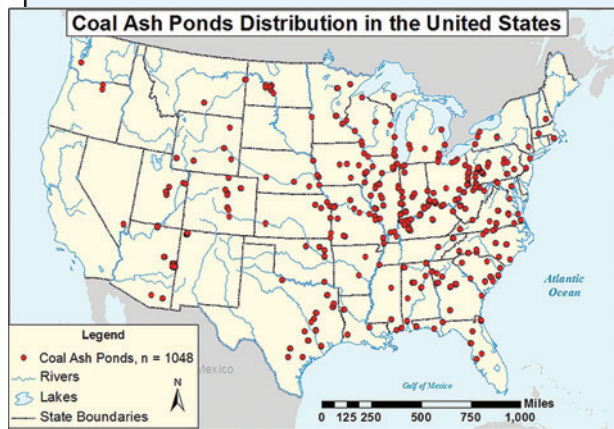 Coal Ash Ponds Distribution in the United States
Atlantic
Ocean
Legend
Coal Ash Ponds, n = 1048
Rivers
Lakes
State Boundaries
N
Mexico
Gulf of Mexico
Miles
0 125 250 500 750 1,000